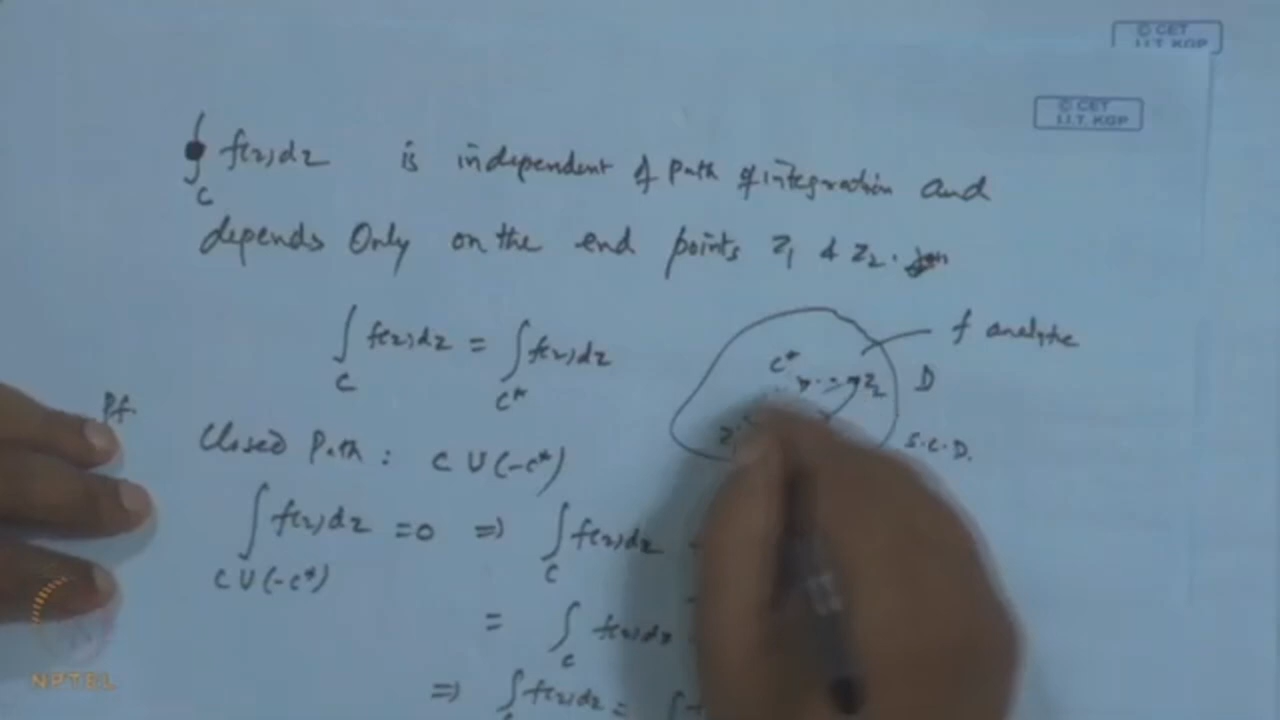 © CET
I.I.T. KGP
© CET
I.I.T. KGP
∫_C f(z)dz is independent of path of integration and
depends Only on the end points z₁ & z₂.
∫_C f(z)dz = ∫_{C*} f(z)dz
f analytic
C*
z₂
D
z₁
S.C.D.
Pf.
Closed Path : C ∪ (-C*)
∫_{C ∪ (-C*)} f(z)dz = 0 ⇒ ∫_C f(z)dz
= ∫_C f(z)dz
⇒ ∫ f(z)dz = ∫
NPTEL